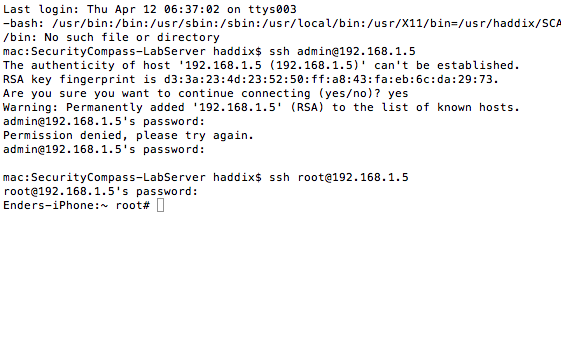 Last login: Thu Apr 12 06:37:02 on ttys003
-bash: /usr/bin:/bin:/usr/sbin:/sbin:/usr/local/bin:/usr/X11/bin=/usr/haddix/SCA
/bin: No such file or directory
mac:SecurityCompass-LabServer haddix$ ssh admin@192.168.1.5
The authenticity of host '192.168.1.5 (192.168.1.5)' can't be established.
RSA key fingerprint is d3:3a:23:4d:23:52:50:ff:a8:43:fa:eb:6c:da:29:73.
Are you sure you want to continue connecting (yes/no)? yes
Warning: Permanently added '192.168.1.5' (RSA) to the list of known hosts.
admin@192.168.1.5's password:
Permission denied, please try again.
admin@192.168.1.5's password:
mac:SecurityCompass-LabServer haddix$ ssh root@192.168.1.5
root@192.168.1.5's password:
Enders-iPhone:~ root#